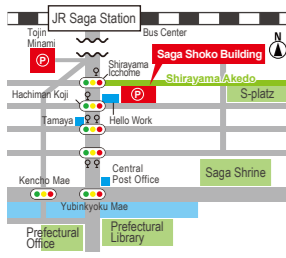 JR Saga Station
Tojin
Minami
Bus Center
N
P
Saga Shoko Building
Shirayama
Icchome
Shirayama Akedo
P
S-platz
Hachiman Koji
Tamaya
Hello Work
Central
Post Office
Saga Shrine
Kencho Mae
Yubinkyoku Mae
Prefectural
Office
Prefectural
Library